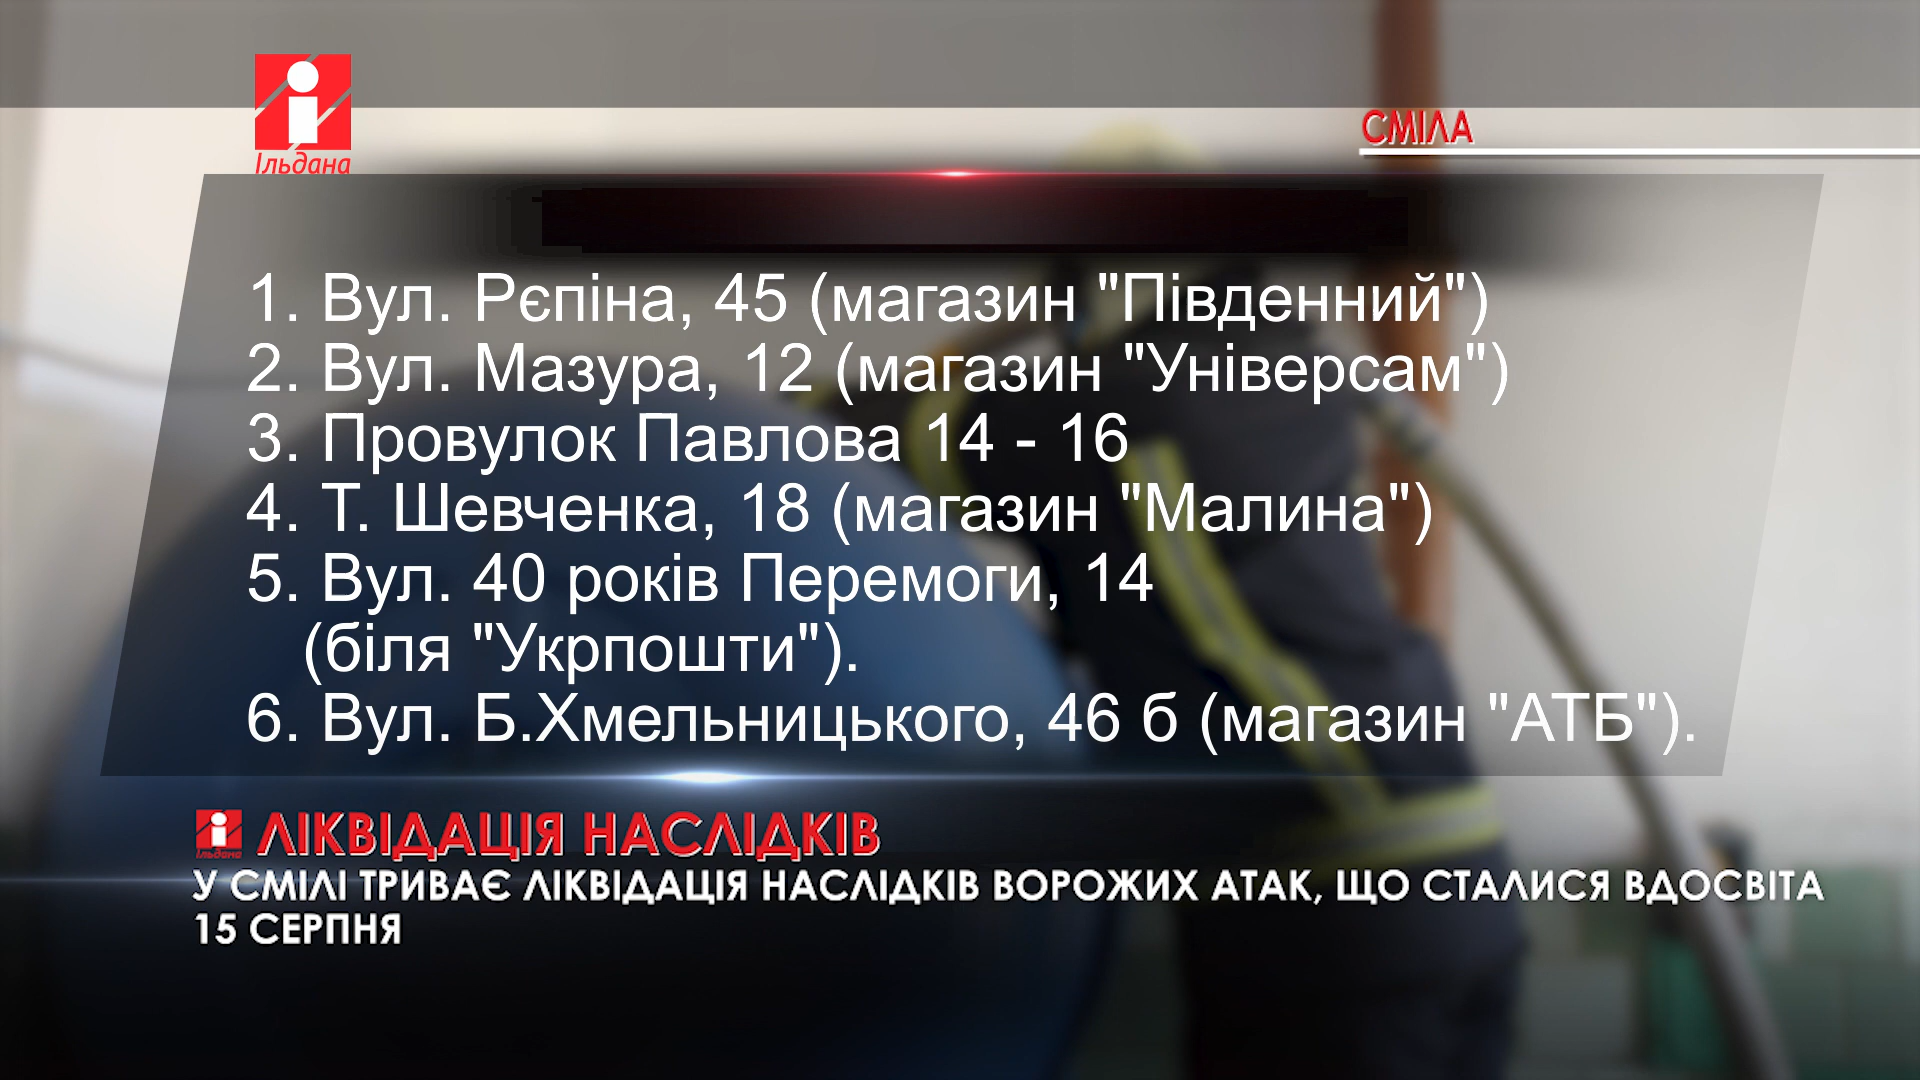 Ільдана
СМІЛА
1. Вул. Рєпіна, 45 (магазин "Південний")
2. Вул. Мазура, 12 (магазин "Універсам")
3. Провулок Павлова 14 - 16
4. Т. Шевченка, 18 (магазин "Малина")
5. Вул. 40 років Перемоги, 14
(біля "Укрпошти").
6. Вул. Б.Хмельницького, 46 б (магазин "АТБ").
Ільдана ЛІКВІДАЦІЯ НАСЛІДКІВ
У СМІЛІ ТРИВАЄ ЛІКВІДАЦІЯ НАСЛІДКІВ ВОРОЖИХ АТАК, ЩО СТАЛИСЯ ВДОСВІТА
15 СЕРПНЯ